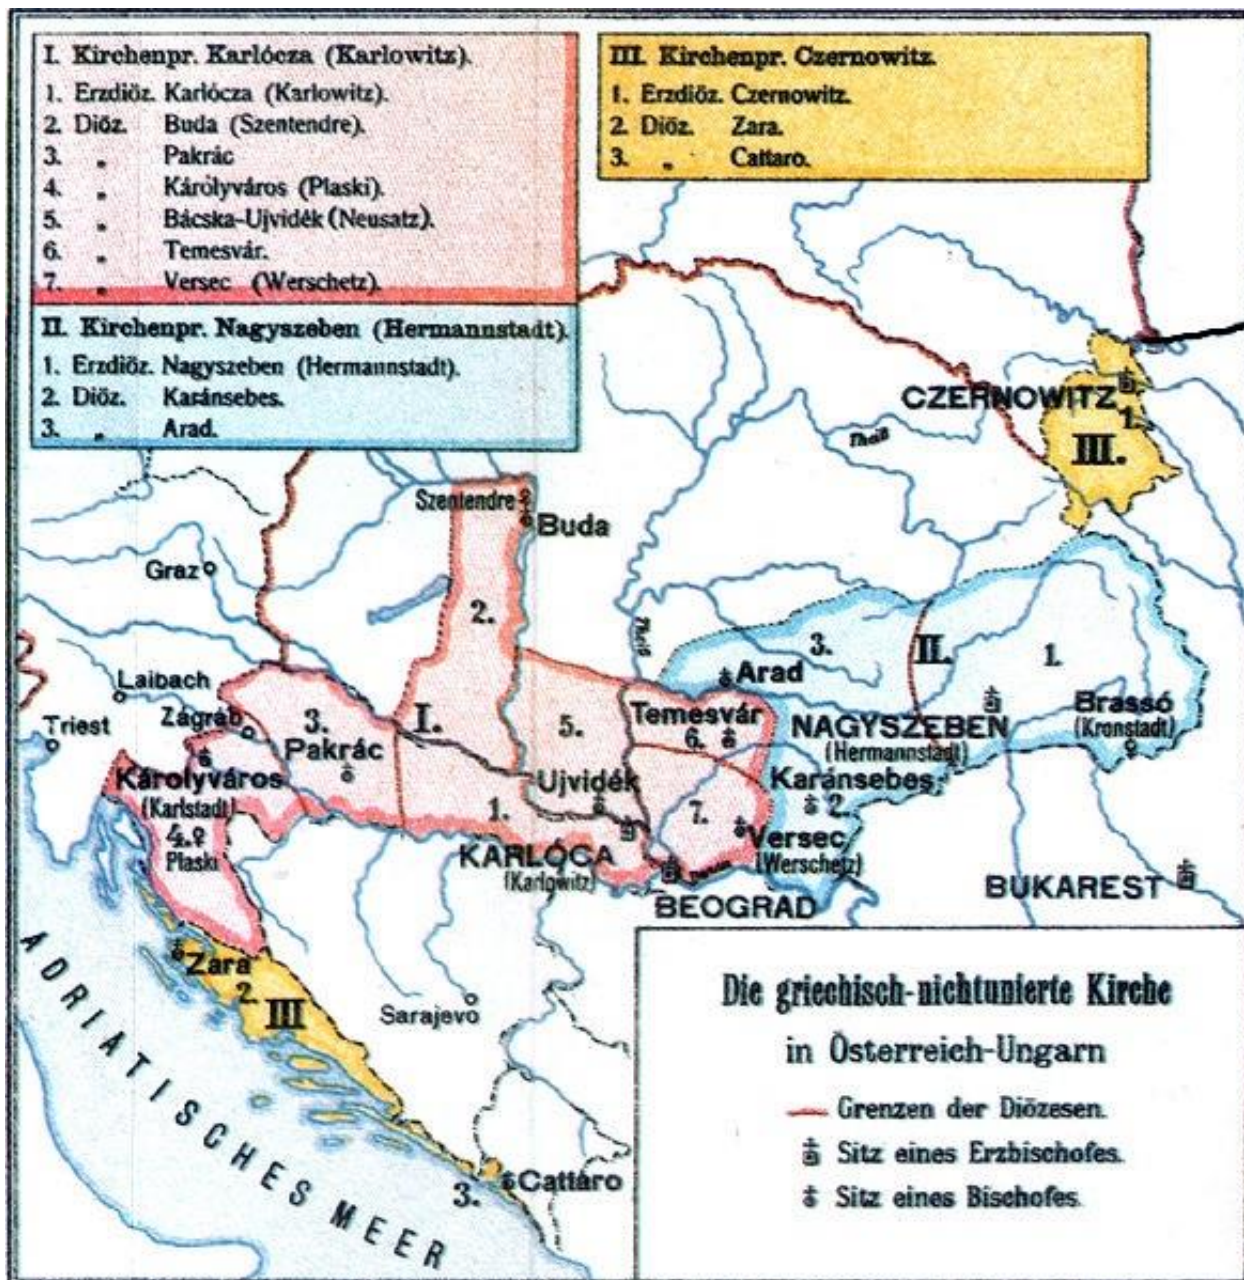 I. Kirchenpr. Karlócza (Karlowitz).
1. Erzdiöz. Karlócza (Karlowitz).
2. Diöz. Buda (Szentendre).
3. „ Pakrác
4. „ Károlyváros (Plaski).
5. „ Bácska-Ujvidék (Neusatz).
6. „ Temesvár.
7. „ Versec (Werschetz).
II. Kirchenpr. Nagyszeben (Hermannstadt).
1. Erzdiöz. Nagyszeben (Hermannstadt).
2. Diöz. Karánsebes.
3. „ Arad.
III. Kirchenpr. Czernowitz.
1. Erzdiöz. Czernowitz.
2. Diöz. Zara.
3. „ Cattaro.
CZERNOWITZ
1.
III.
Theiß
Szentendre
Buda
Graz
2.
Theiß
3.
II.
1.
Arad
Laibach
Triest
Zágráb
3.
Pakrác
I.
5.
Temesvár
6.
NAGYSZEBEN
(Hermannstadt)
Brassó
(Kronstadt)
Károlyváros
(Karlstadt)
4.
Plaski
Ujvidék
Karánsebes
2.
1.
7.
Versec
(Werschetz)
KARLÓCA
(Karlowitz)
Donau
BEOGRAD
BUKAREST
Zara
2.
III
Sarajevo
ADRIATISCHES MEER
3.
Cattaro
Die griechisch-nichtunierte Kirche
in Österreich-Ungarn
Grenzen der Diözesen.
Sitz eines Erzbischofes.
Sitz eines Bischofes.